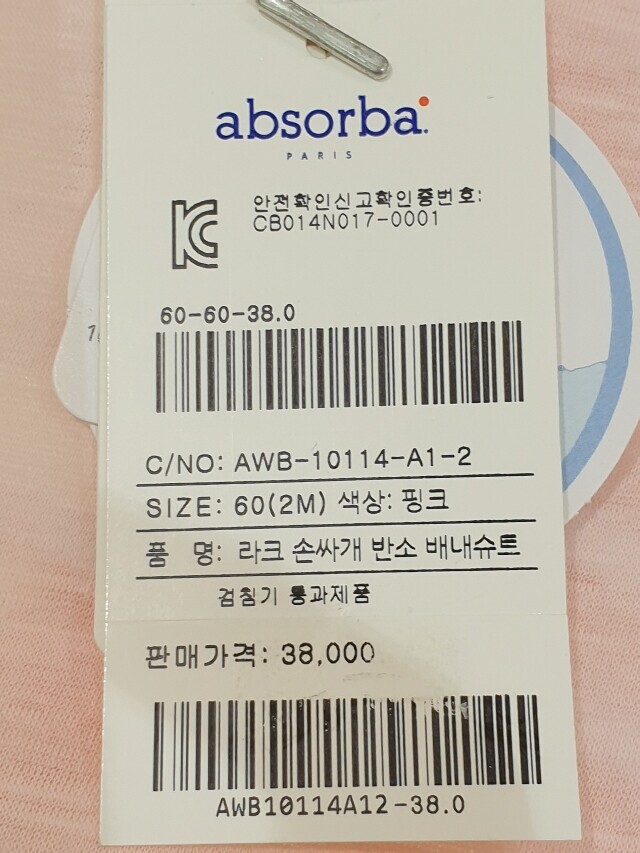 absorba.
PARIS
안전확인신고확인증번호:
CB014N017-0001
60-60-38.0
C/NO: AWB-10114-A1-2
SIZE: 60(2M) 색상: 핑크
품 명: 라크 손싸개 반소 배내슈트
검침기 통과제품
판매가격: 38,000
AWB10114A12-38.0